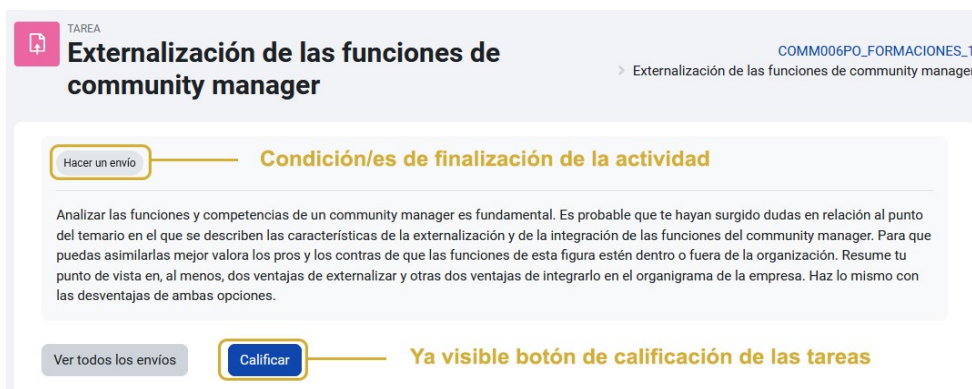 TAREA
Externalización de las funciones de
community manager
COMM006PO_FORMACIONES_1
> Externalización de las funciones de community manager
Hacer un envío
Condición/es de finalización de la actividad
Analizar las funciones y competencias de un community manager es fundamental. Es probable que te hayan surgido dudas en relación al punto
del temario en el que se describen las características de la externalización y de la integración de las funciones del community manager. Para que
puedas asimilarlas mejor valora los pros y los contras de que las funciones de esta figura estén dentro o fuera de la organización. Resume tu
punto de vista en, al menos, dos ventajas de externalizar y otras dos ventajas de integrarlo en el organigrama de la empresa. Haz lo mismo con
las desventajas de ambas opciones.
Ver todos los envíos
Calificar
Ya visible botón de calificación de las tareas